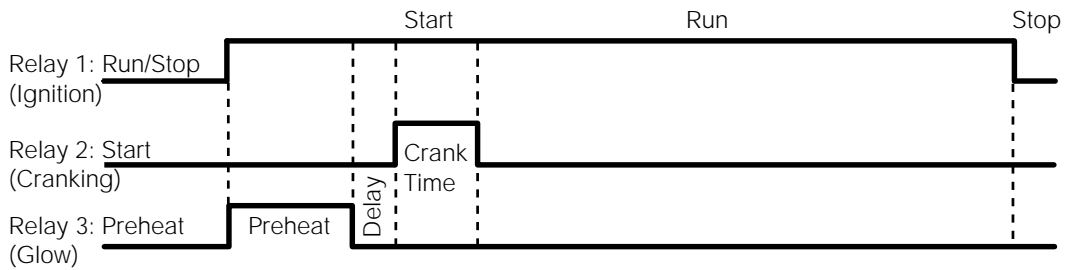 Start Run Stop
Relay 1: Run/Stop
(Ignition)
Relay 2: Start
(Cranking)
Crank
Time
Delay
Relay 3: Preheat
(Glow)
Preheat